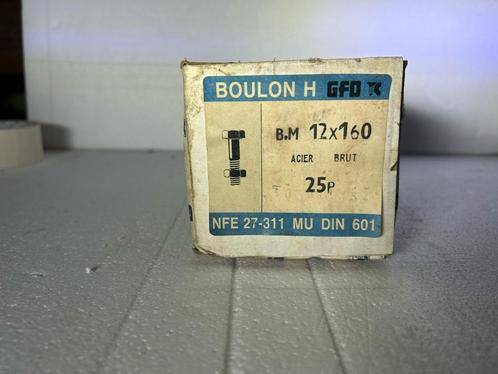 BOULON H GFD
B.M 12x160
ACIER BRUT
25P
NFE 27-311 MU DIN 601